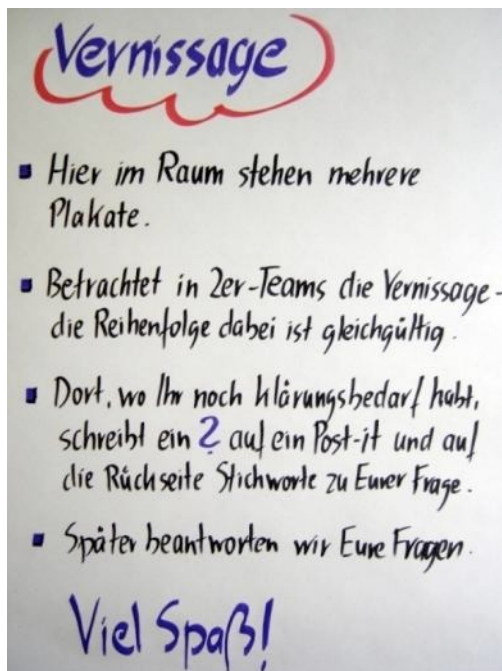 Vernissage
▪ Hier im Raum stehen mehrere
Plakate.
▪ Betrachtet in 2er-Teams die Vernissage -
die Reihenfolge dabei ist gleichgültig.
▪ Dort, wo Ihr noch Klärungsbedarf habt,
schreibt ein ? auf ein Post-it und auf
die Rückseite Stichworte zu Eurer Frage.
▪ Später beantworten wir Eure Fragen.
Viel Spaß!